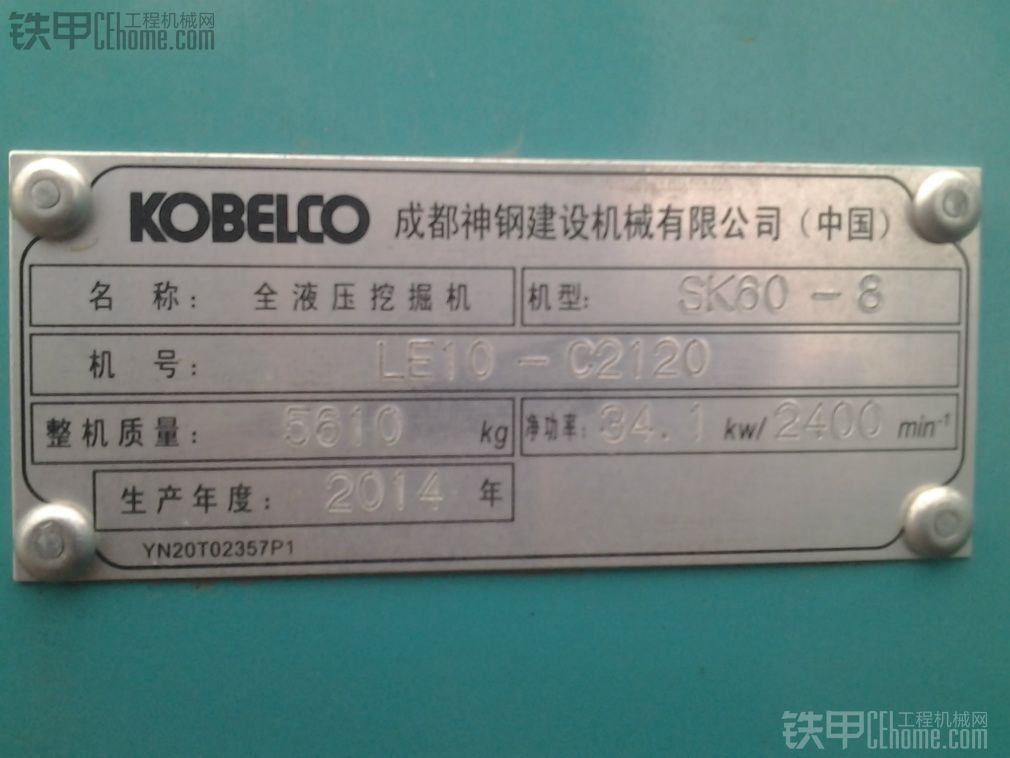 铁甲 工程机械网
CEhome.com
KOBELCO 成都神钢建设机械有限公司（中国）
名称：全液压挖掘机 机型：SK60-8
机号：LE10-C2120
整机质量：5610 kg 净功率：34.1 kw/2400 min-1
生产年度：2014 年
YN20T02357P1
铁甲 工程机械网
CEhome.com